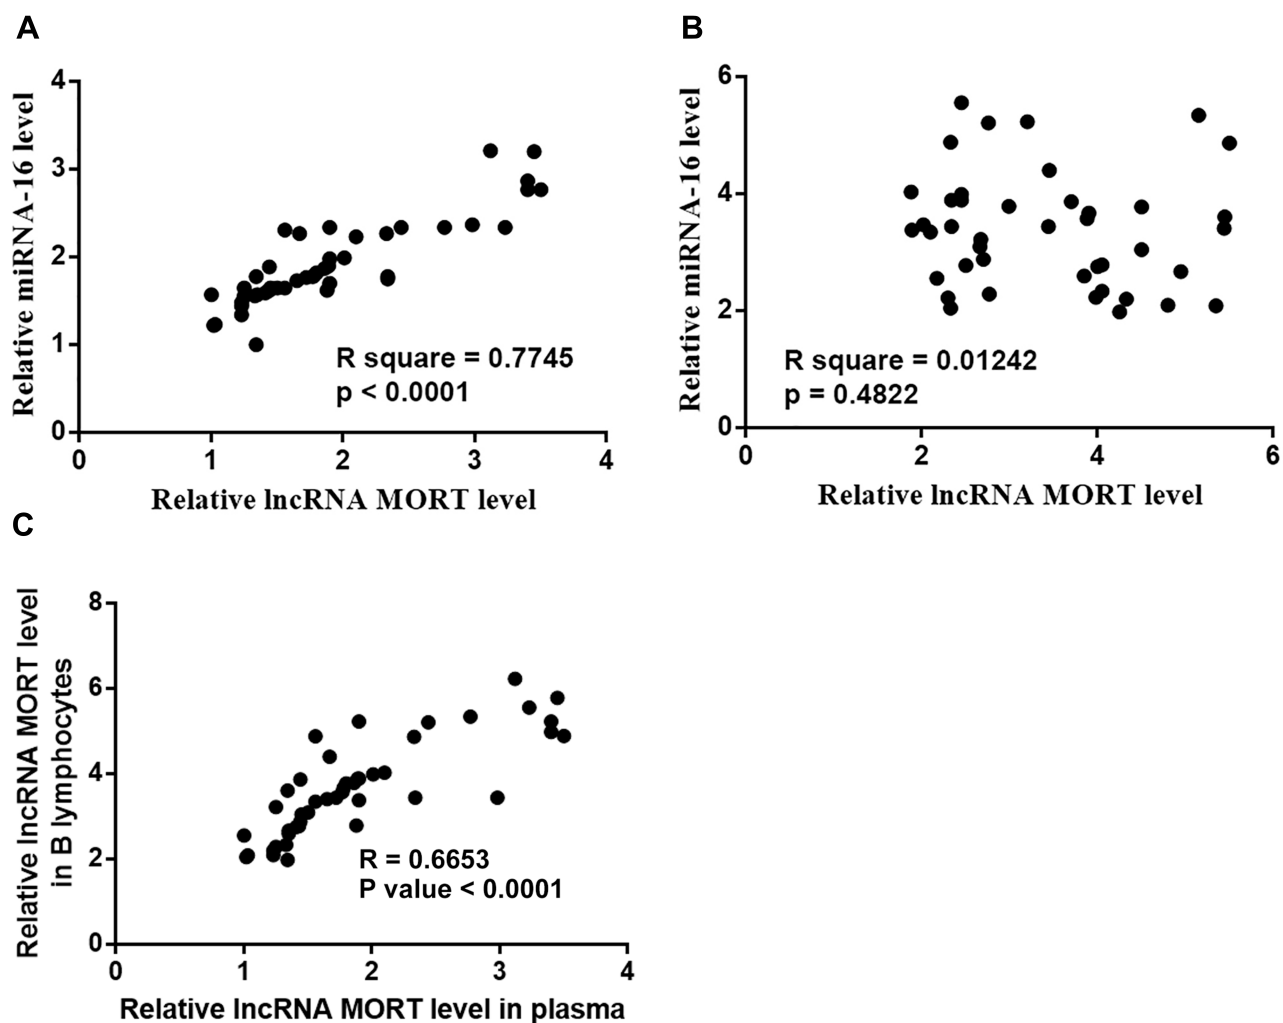 A
Relative miRNA-16 level
4
3
2
1
0
R square = 0.7745
p < 0.0001
0 1 2 3 4
Relative lncRNA MORT level
B
Relative miRNA-16 level
6
4
2
0
R square = 0.01242
p = 0.4822
0 2 4 6
Relative lncRNA MORT level
C
Relative lncRNA MORT level
in B lymphocytes
8
6
4
2
0
R = 0.6653
P value < 0.0001
0 1 2 3 4
Relative lncRNA MORT level in plasma